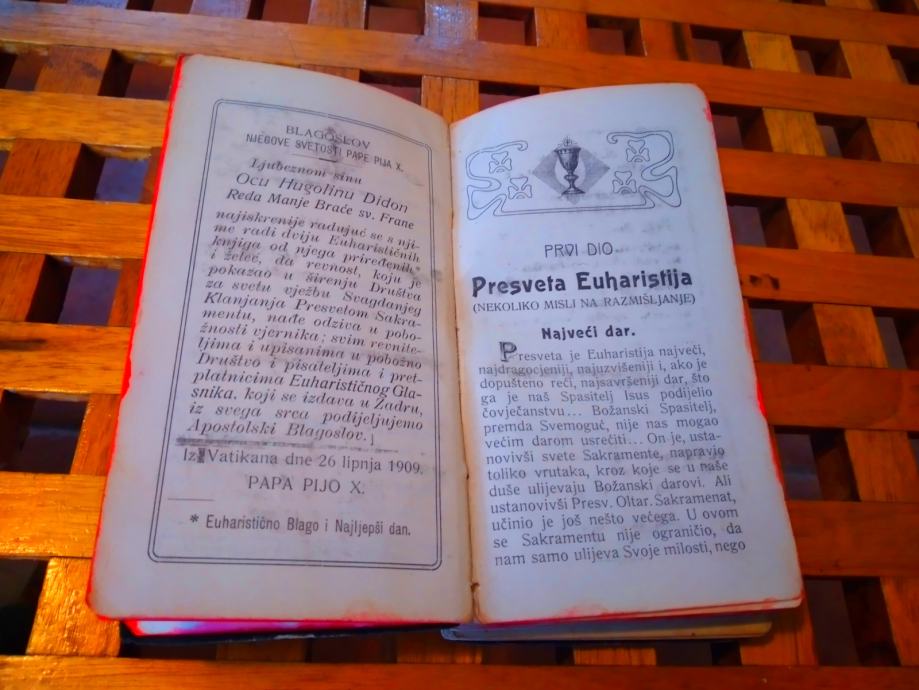 BLAGOSLOV
NJEGOVE SVETOSTI PAPE PIJA X.
Ljubeznom sinu
Ocu Hugolinu Didon
Reda Manje Braće sv. Frane
najiskrenije radujuć se s nji-
me radi dviju Euharističnih
knjiga od njega priređenih,*
i želeć, da revnost, koju je
pokazao u širenju Društva
za svetu vježbu Svagdanjeg
Klanjanja Presvetom Sakra-
mentu, nađe odziva u pobo-
žnosti vjernika; svim revnite-
ljima i upisanima u pobožno
Društvo i pisateljima i pret-
platnicima Euharističnog Gla-
snika, koji se izdava u Zadru,
iz svega srca podijeljujemo
Apostolski Blagoslov.
Iz Vatikana dne 26 lipnja 1909.
PAPA PIJO X.
* Euharistično Blago i Najljepši dan.
PRVI DIO
Presveta Euharistija
(NEKOLIKO MISLI NA RAZMIŠLJANJE)
Najveći dar.
Presveta je Euharistija najveći,
najdragocjeniji, najuzvišeniji i, ako je
dopušteno reći, najsavršeniji dar, što
ga je naš Spasitelj Isus podijelio
čovječanstvu... Božanski Spasitelj,
premda Svemoguć, nije nas mogao
većim darom usrećiti... On je, usta-
novivši svete Sakramente, napravio
toliko vrutaka, kroz koje se u naše
duše ulijevaju Božanski darovi. Ali
ustanovivši Presv. Oltar. Sakramenat,
učinio je još nešto većega. U ovom
se Sakramentu nije ograničio, da
nam samo ulijeva Svoje milosti, nego